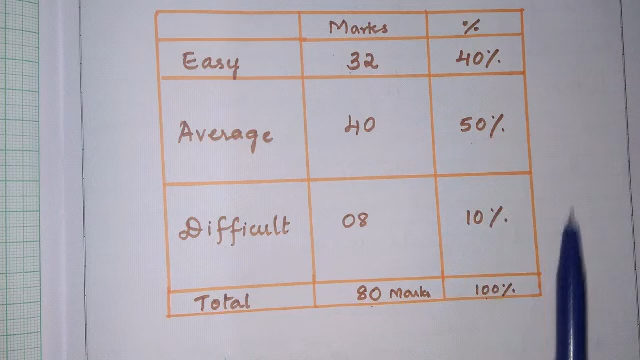 Marks %
Easy 32 40%
Average 40 50%
Difficult 08 10%
Total 80 Marks 100%